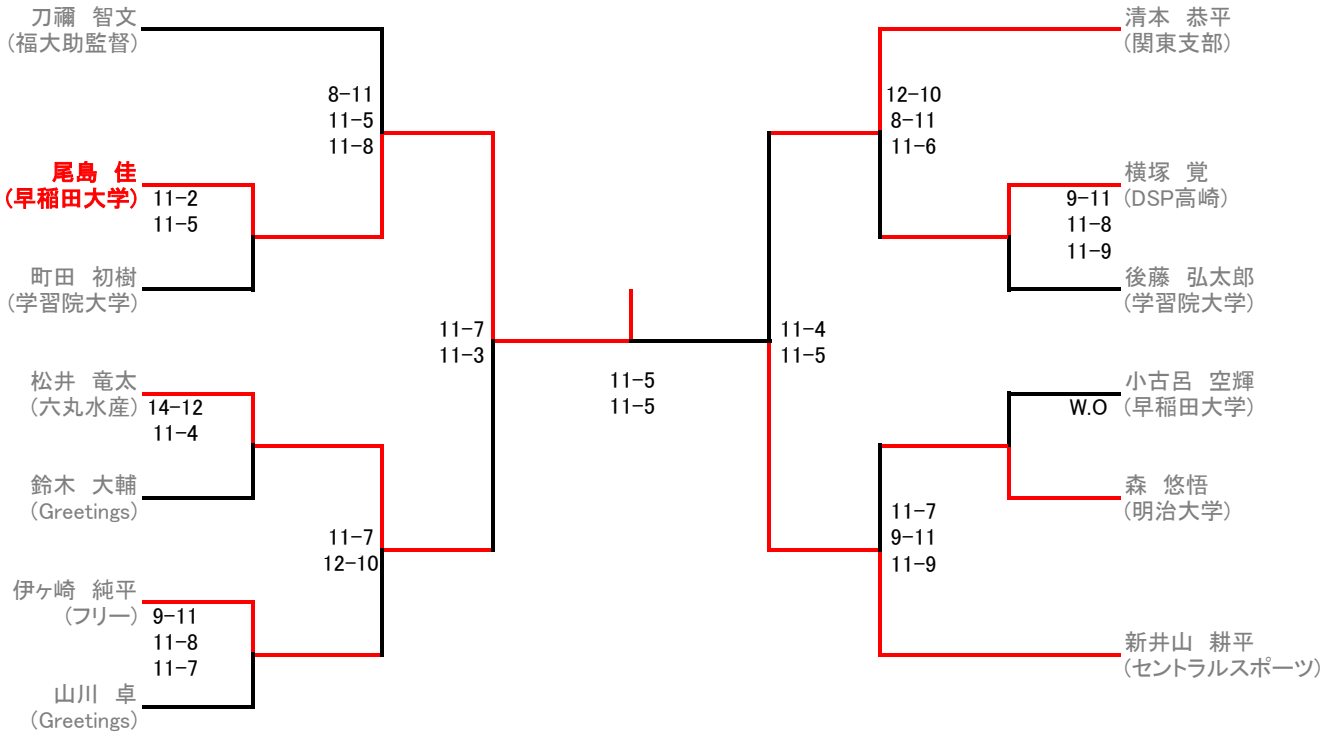 刀禰 智文
(福大助監督)
8-11
11-5
11-8
尾島 佳
(早稲田大学)
11-2
11-5
町田 初樹
(学習院大学)
11-7
11-3
松井 竜太
(六丸水産)
14-12
11-4
鈴木 大輔
(Greetings)
11-7
12-10
伊ヶ崎 純平
(フリー)
9-11
11-8
11-7
山川 卓
(Greetings)
11-5
11-5
清本 恭平
(関東支部)
12-10
8-11
11-6
横塚 覚
(DSP高崎)
9-11
11-8
11-9
後藤 弘太郎
(学習院大学)
11-4
11-5
小古呂 空輝
(早稲田大学)
W.O
森 悠悟
(明治大学)
11-7
9-11
11-9
新井山 耕平
(セントラルスポーツ)